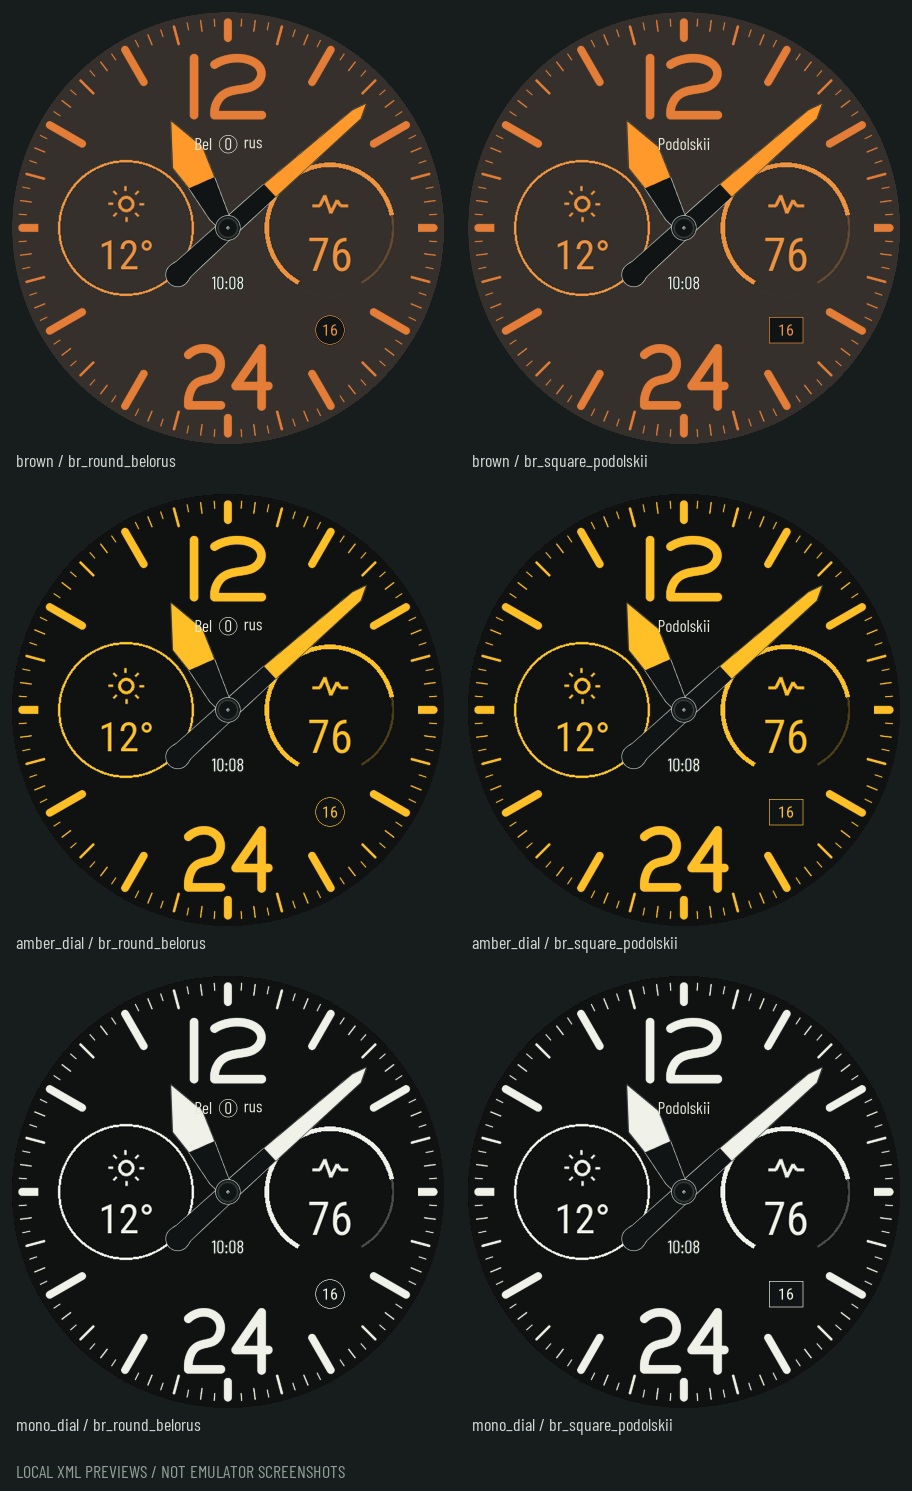 12
Bel 0 rus
12°
76
10:08
16
24
brown / br_round_belorus
12
Podolskii
12°
76
10:08
16
24
brown / br_square_podolskii
12
Bel 0 rus
12°
76
10:08
16
24
amber_dial / br_round_belorus
12
Podolskii
12°
76
10:08
16
24
amber_dial / br_square_podolskii
12
Bel 0 rus
12°
76
10:08
16
24
mono_dial / br_round_belorus
12
Podolskii
12°
76
10:08
16
24
mono_dial / br_square_podolskii
LOCAL XML PREVIEWS / NOT EMULATOR SCREENSHOTS